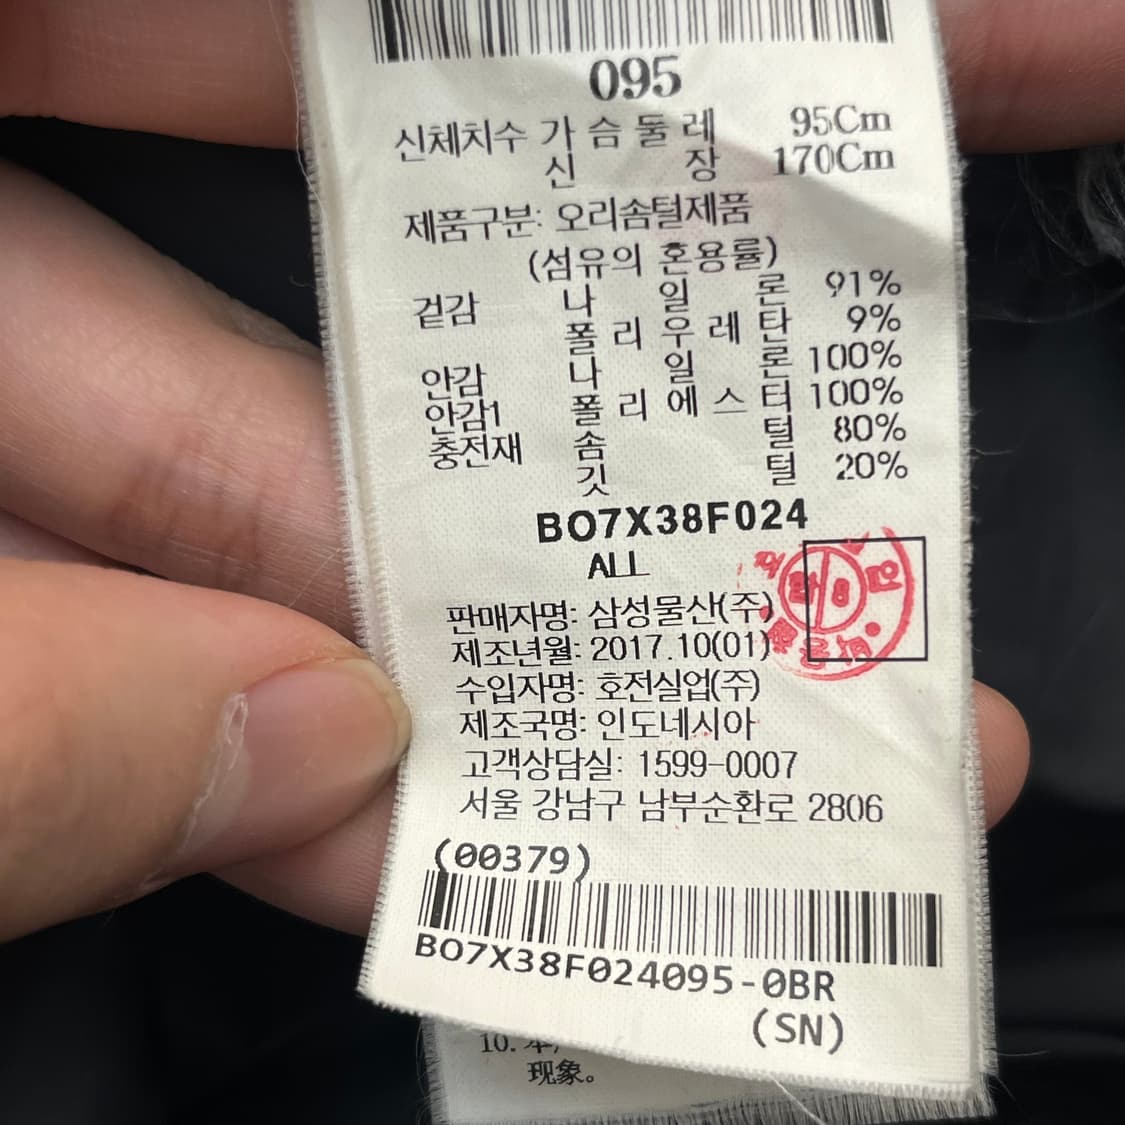 095
신체치수 가슴둘레 95Cm
신장 170Cm
제품구분: 오리솜털제품
(섬유의 혼용률)
겉감 나일론 91%
폴리우레탄 9%
안감 나일론 100%
안감1 폴리에스터 100%
충전재 솜털 80%
깃털 20%
BO7X38F024
ALL
판매자명: 삼성물산(주)
제조년월: 2017.10(01)
수입자명: 호전실업(주)
제조국명: 인도네시아
고객상담실: 1599-0007
서울 강남구 남부순환로 2806
(00379)
BO7X38F024095-0BR
(SN)
10.
现象。